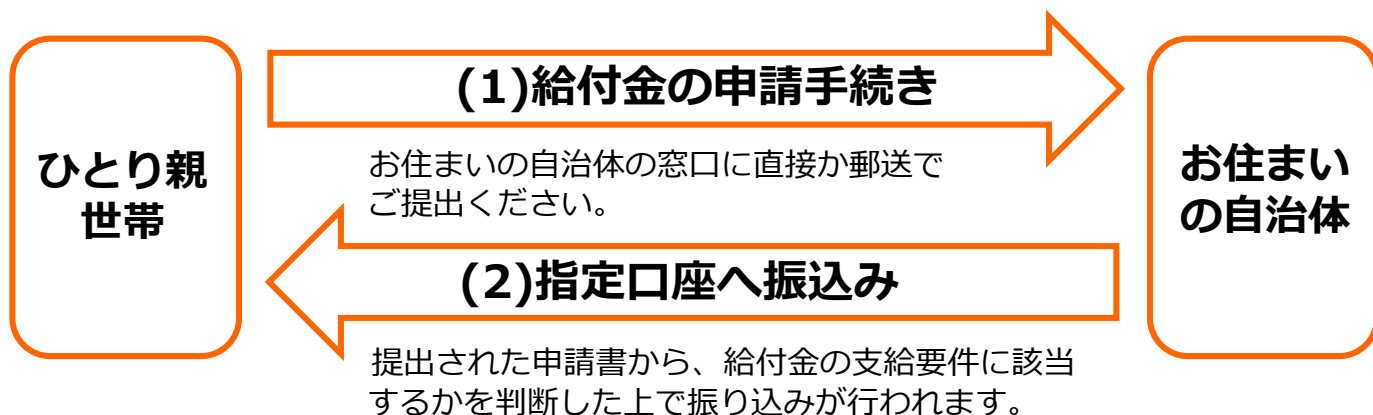 ひとり親
世帯
(1)給付金の申請手続き
お住まいの自治体の窓口に直接か郵送で
ご提出ください。
(2)指定口座へ振込み
提出された申請書から、給付金の支給要件に該当
するかを判断した上で振り込みが行われます。
お住まい
の自治体